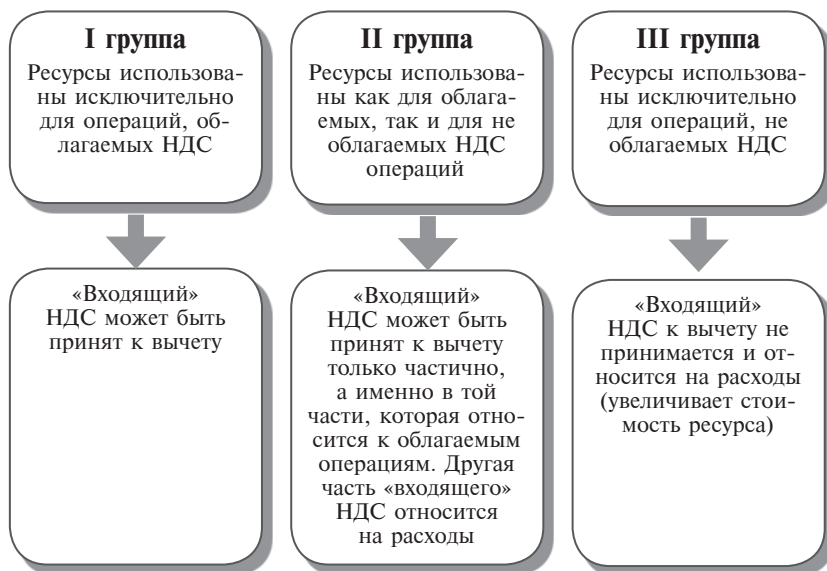 I группа
Ресурсы использова-
ны исключительно
для операций, об-
лагаемых НДС
II группа
Ресурсы использова-
ны как для облага-
емых, так и для не
облагаемых НДС
операций
III группа
Ресурсы использова-
ны исключительно
для операций, не
облагаемых НДС
«Входящий»
НДС может быть
принят к вычету
«Входящий»
НДС может быть
принят к вычету
только частично,
а именно в той
части, которая отно-
сится к облагаемым
операциям. Другая
часть «входящего»
НДС относится
на расходы
«Входящий»
НДС к вычету не
принимается и от-
носится на расходы
(увеличивает стои-
мость ресурса)